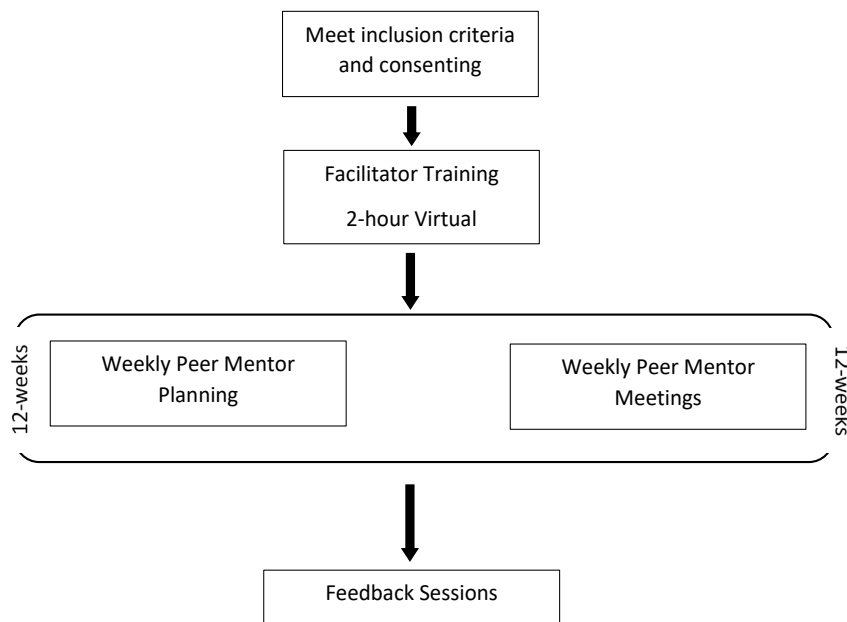 Meet inclusion criteria
and consenting
Facilitator Training
2-hour Virtual
12-weeks
Weekly Peer Mentor
Planning
Weekly Peer Mentor
Meetings
12-weeks
Feedback Sessions